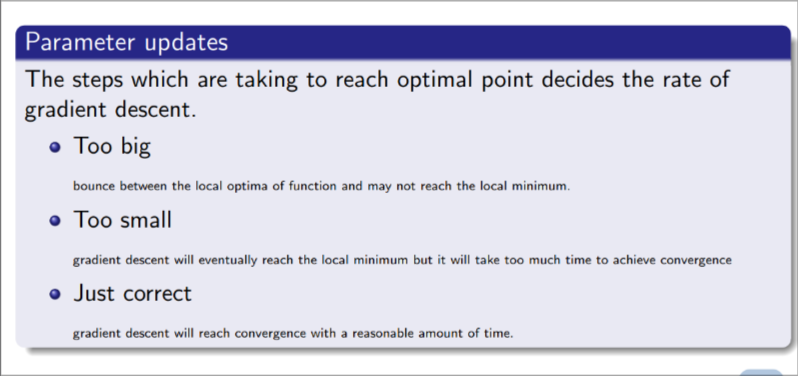 Parameter updates
The steps which are taking to reach optimal point decides the rate of
gradient descent.
Too big
bounce between the local optima of function and may not reach the local minimum.
Too small
gradient descent will eventually reach the local minimum but it will take too much time to achieve convergence
Just correct
gradient descent will reach convergence with a reasonable amount of time.